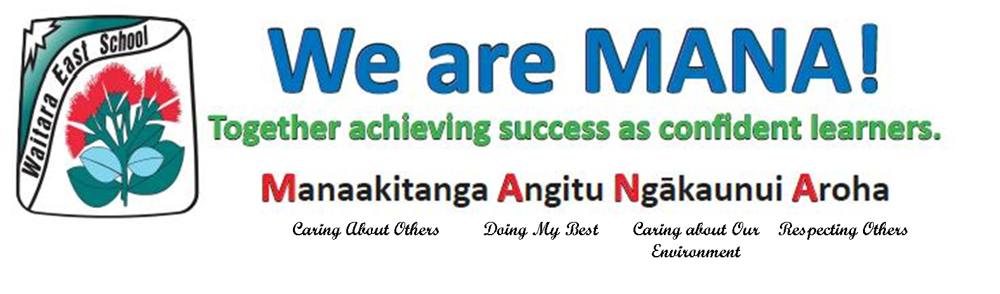 Waitara East School
We are MANA!
Together achieving success as confident learners.
Manaakitanga Angitu Ngākaunui Aroha
Caring About Others Doing My Best Caring about Our Environment Respecting Others